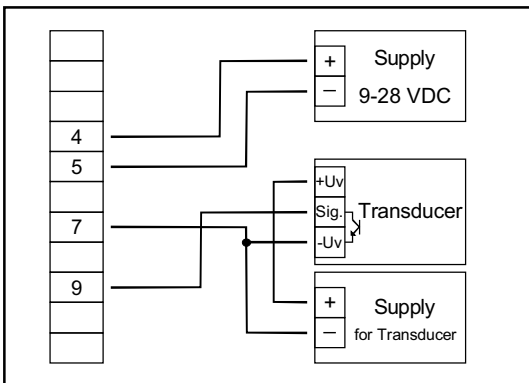 4
5
7
9
+
–
Supply
9-28 VDC
+Uv
Sig.
-Uv
Transducer
+
–
Supply
for Transducer